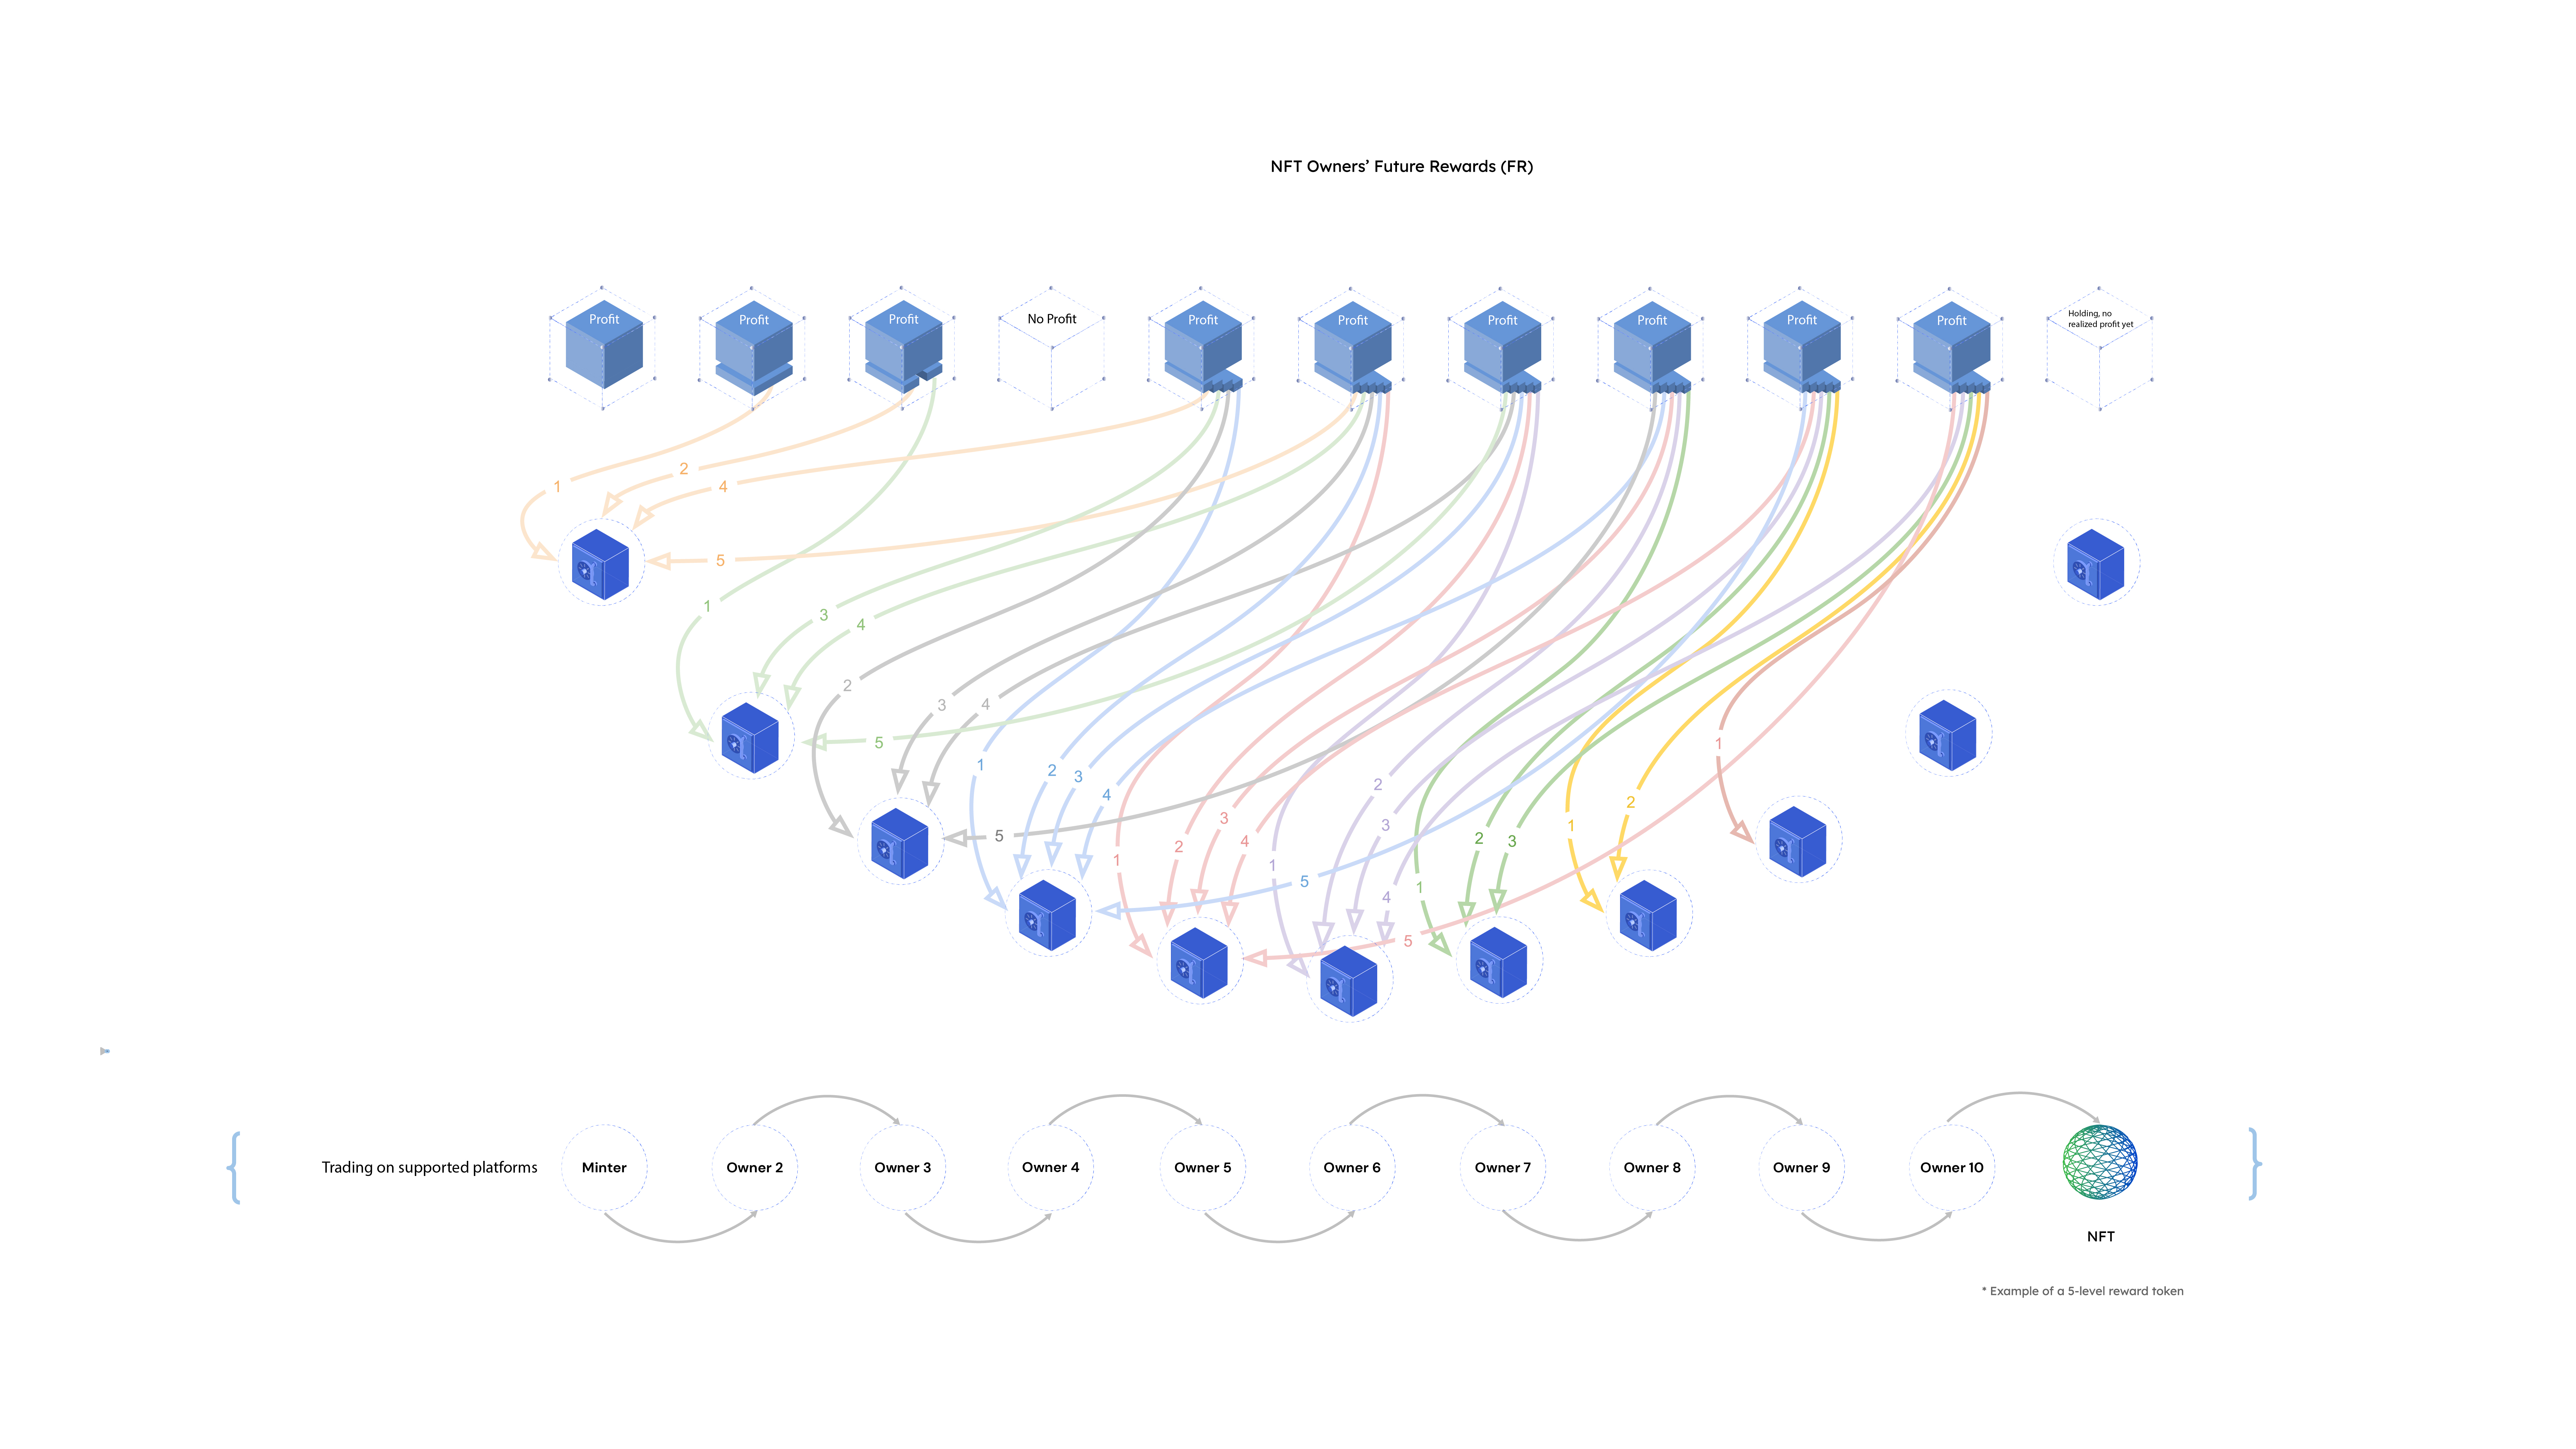 NFT Owners’ Future Rewards (FR)
Profit
Profit
Profit
No Profit
Profit
Profit
Profit
Profit
Profit
Profit
Holding, no
realized profit yet
2
1
4
5
1
3
4
2
3
4
5
1
1
2
3
2
4
2
3
1
3
5
2
3
4
1
2
1
5
1
4
5
Trading on supported platforms
Minter
Owner 2
Owner 3
Owner 4
Owner 5
Owner 6
Owner 7
Owner 8
Owner 9
Owner 10
NFT
* Example of a 5-level reward token